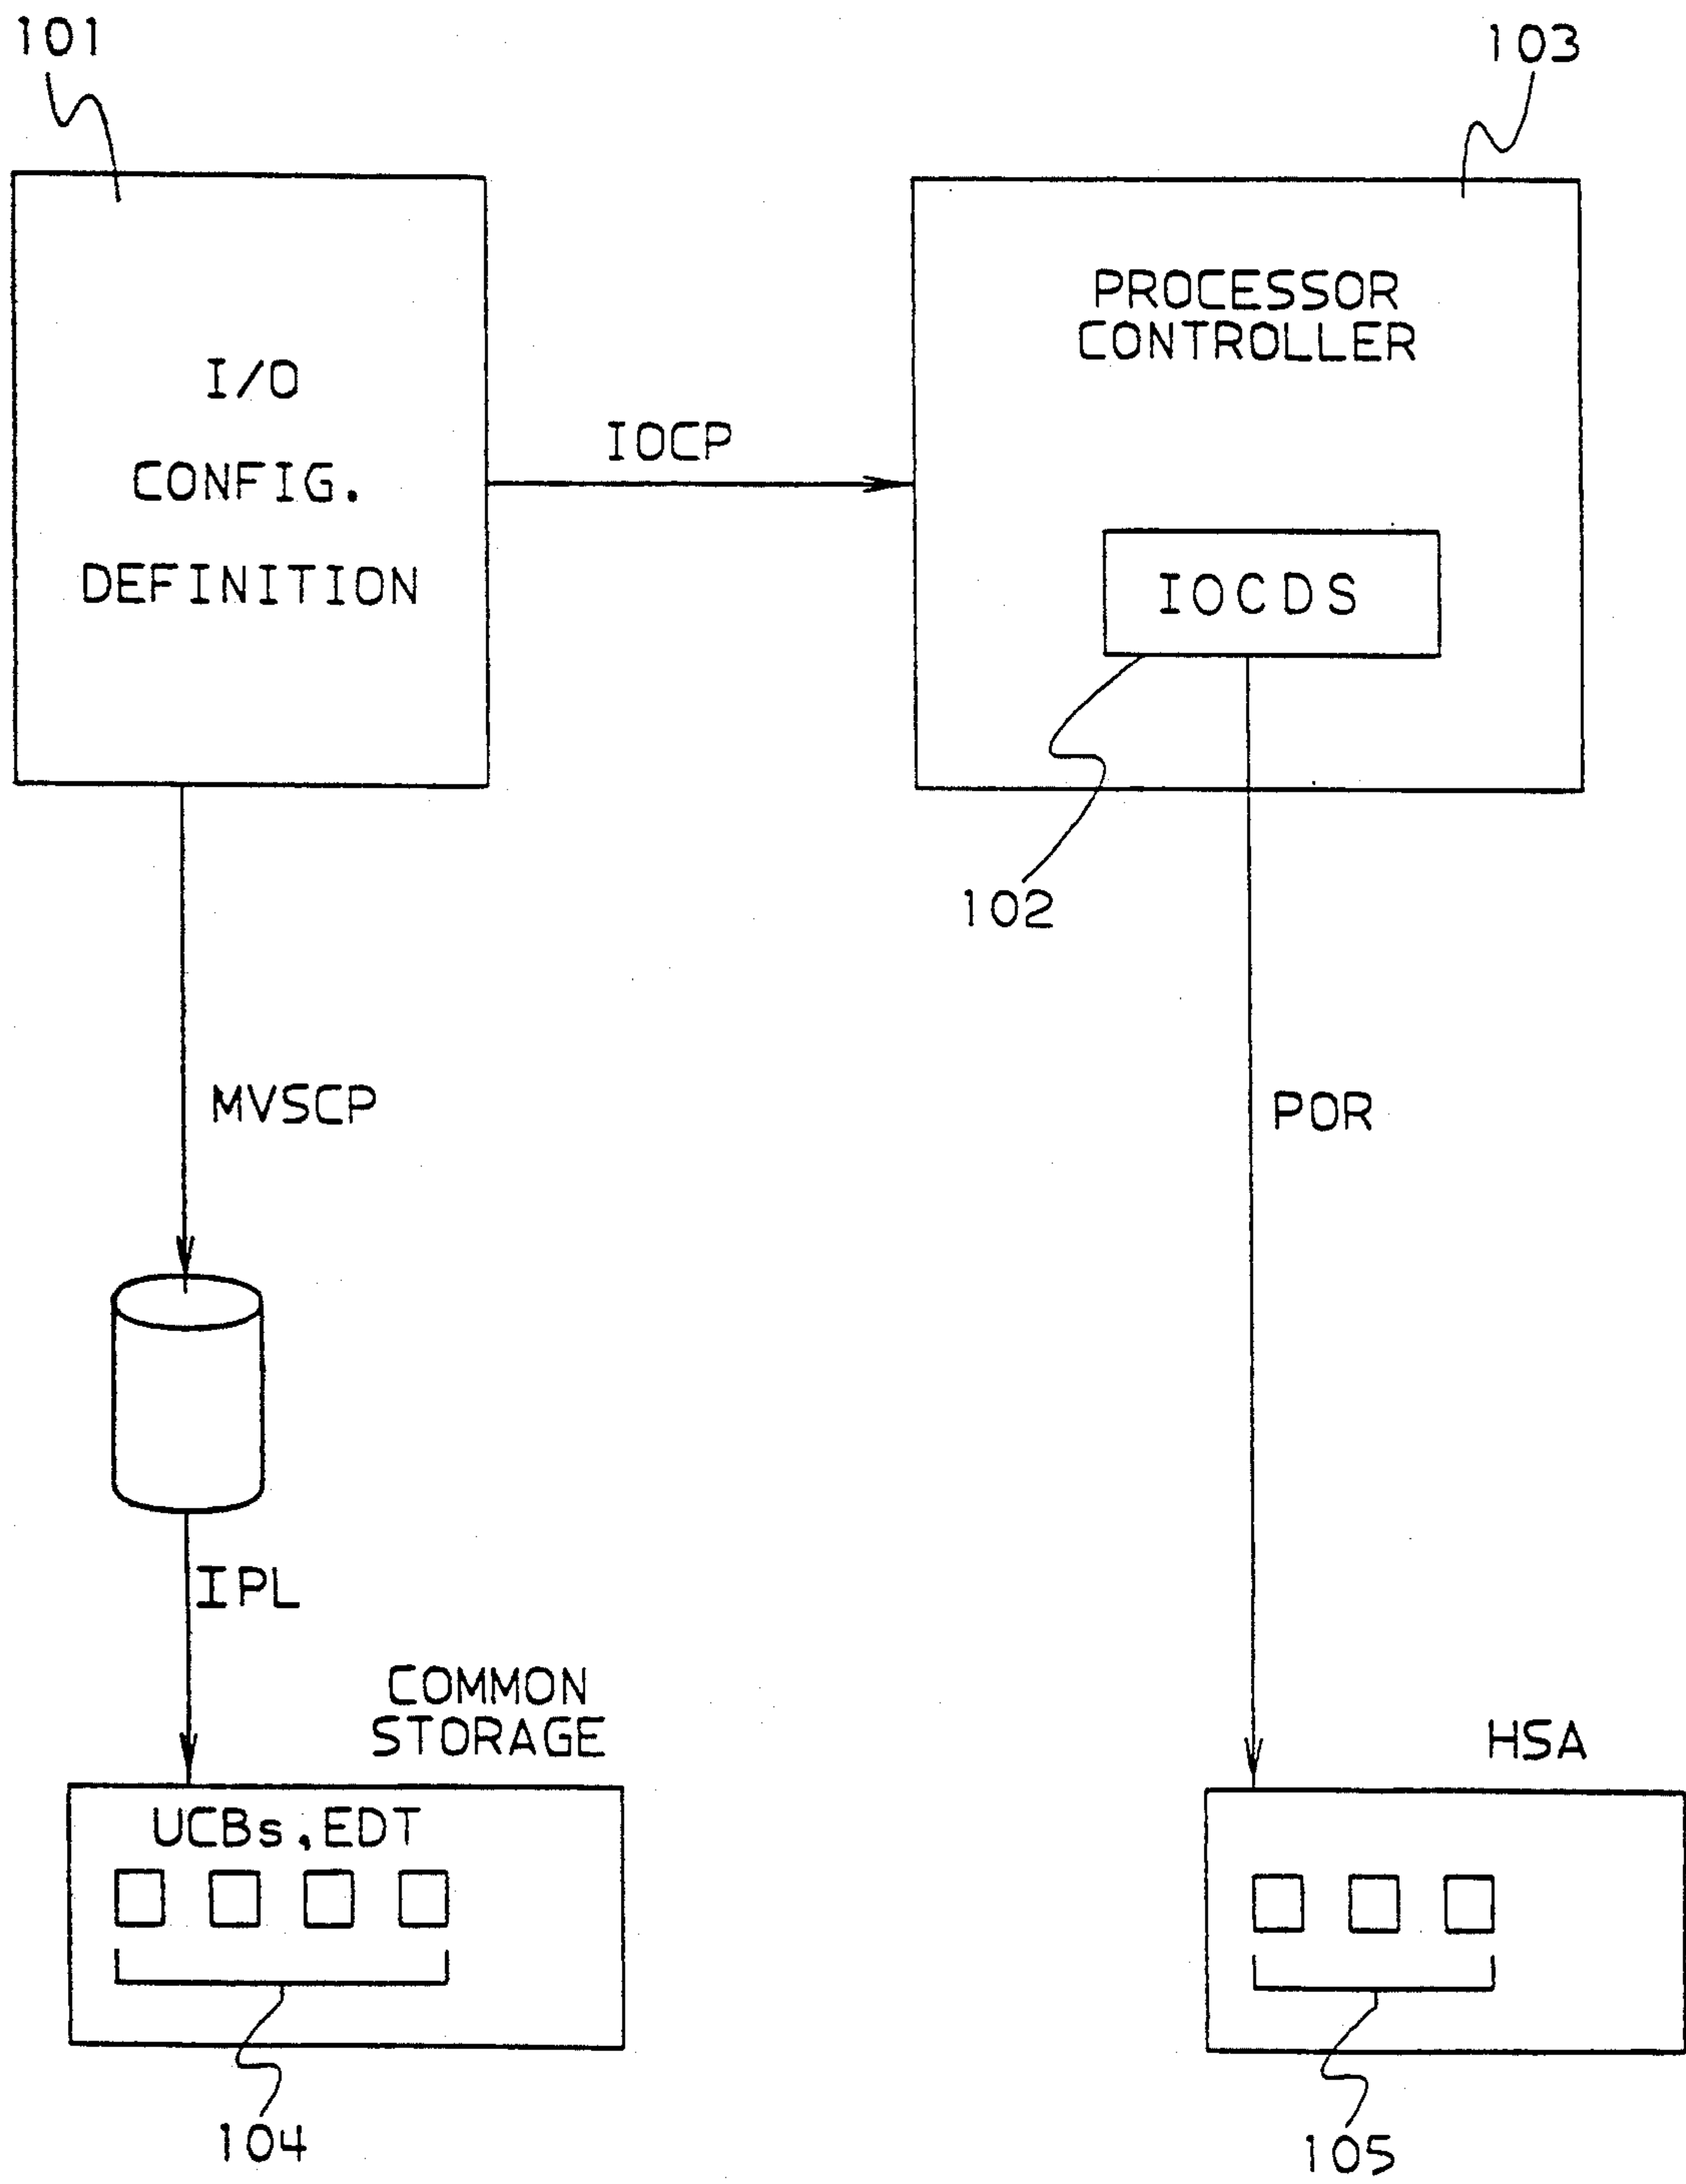 101
103
I/O
CONFIG.
DEFINITION
IOCP
PROCESSOR
CONTROLLER
IOCDS
102
MVSCP
POR
IPL
COMMON
STORAGE
HSA
UCBs,EDT
104
105